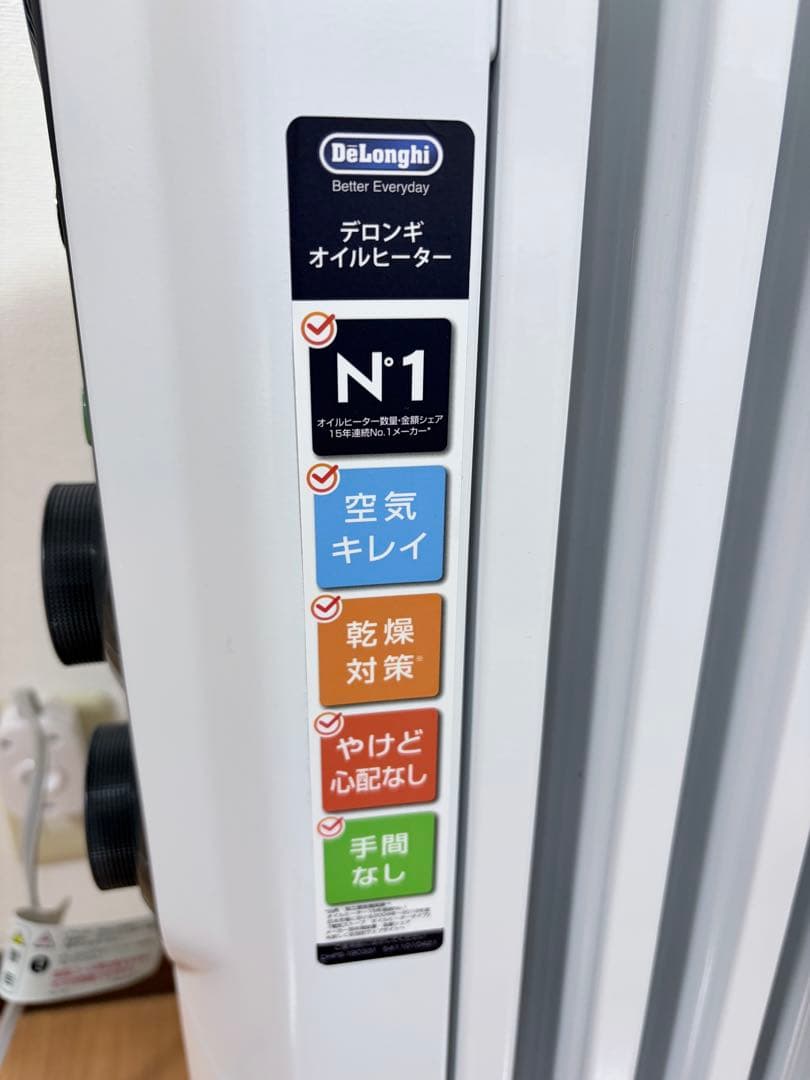 DeLonghi
Better Everyday
デロンギ
オイルヒーター
N°1
オイルヒーター数量・金額シェア
15年連続No.1メーカー*
空気
キレイ
乾燥
対策※
やけど
心配なし
手間
なし